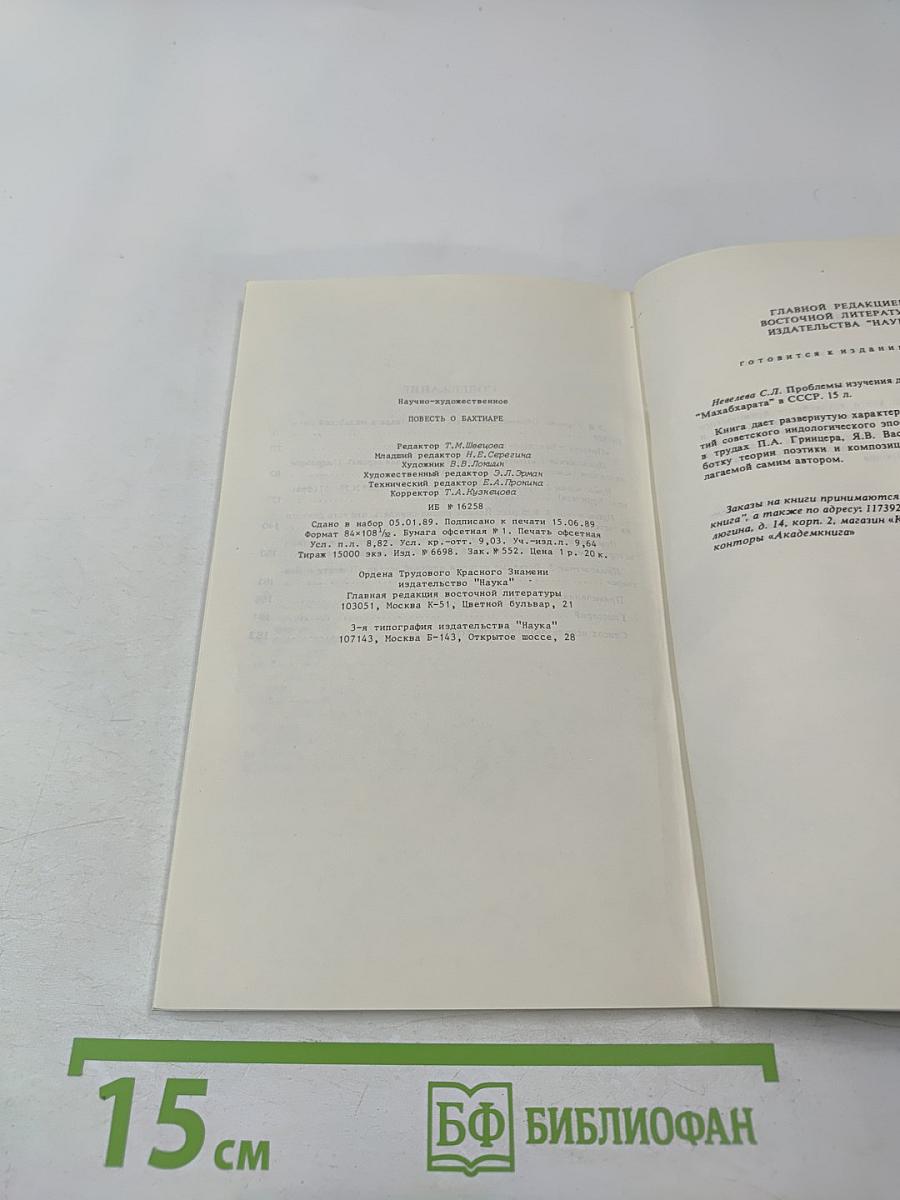 Научно-художественное
ПОВЕСТЬ О БАХТИАРЕ
Редактор Т.М.Швецова
Младший редактор Н.Е.Серегина
Художник В.В.Локшин
Художественный редактор Э.Л.Эрман
Технический редактор Е.А.Пронина
Корректор Т.А.Кузнецова
ИБ № 16258
Сдано в набор 05.01.89. Подписано к печати 15.06.89
Формат 84×108 1/32. Бумага офсетная № 1. Печать офсетная
Усл. п.л. 8,82. Усл. кр.-отт. 9,03. Уч.-изд.л. 9,64
Тираж 15000 экз. Изд. № 6698. Зак. № 552. Цена 1 р. 20 к.
Ордена Трудового Красного Знамени
издательство "Наука"
Главная редакция восточной литературы
103051, Москва К-51, Цветной бульвар, 21
3-я типография издательства "Наука"
107143, Москва Б-143, Открытое шоссе, 28
ГЛАВНОЙ РЕДАКЦИЕ
ВОСТОЧНОЙ ЛИТЕРАТУ
ИЗДАТЕЛЬСТВА "НАУ
готовится к издани
Невелева С.Л. Проблемы изучения д
"Махабхарата" в СССР. 15 л.
Книга дает развернутую характер
тий советского индологического эпо
в трудах П.А. Гринцера, Я.В. Вас
ботку теории поэтики и композиц
лагаемой самим автором.
Заказы на книги принимаются
книга", а также по адресу: 117392
люгина, д. 14, корп. 2, магазин «К
конторы «Академкнига»
15 см
БФ БИБЛИОФАН